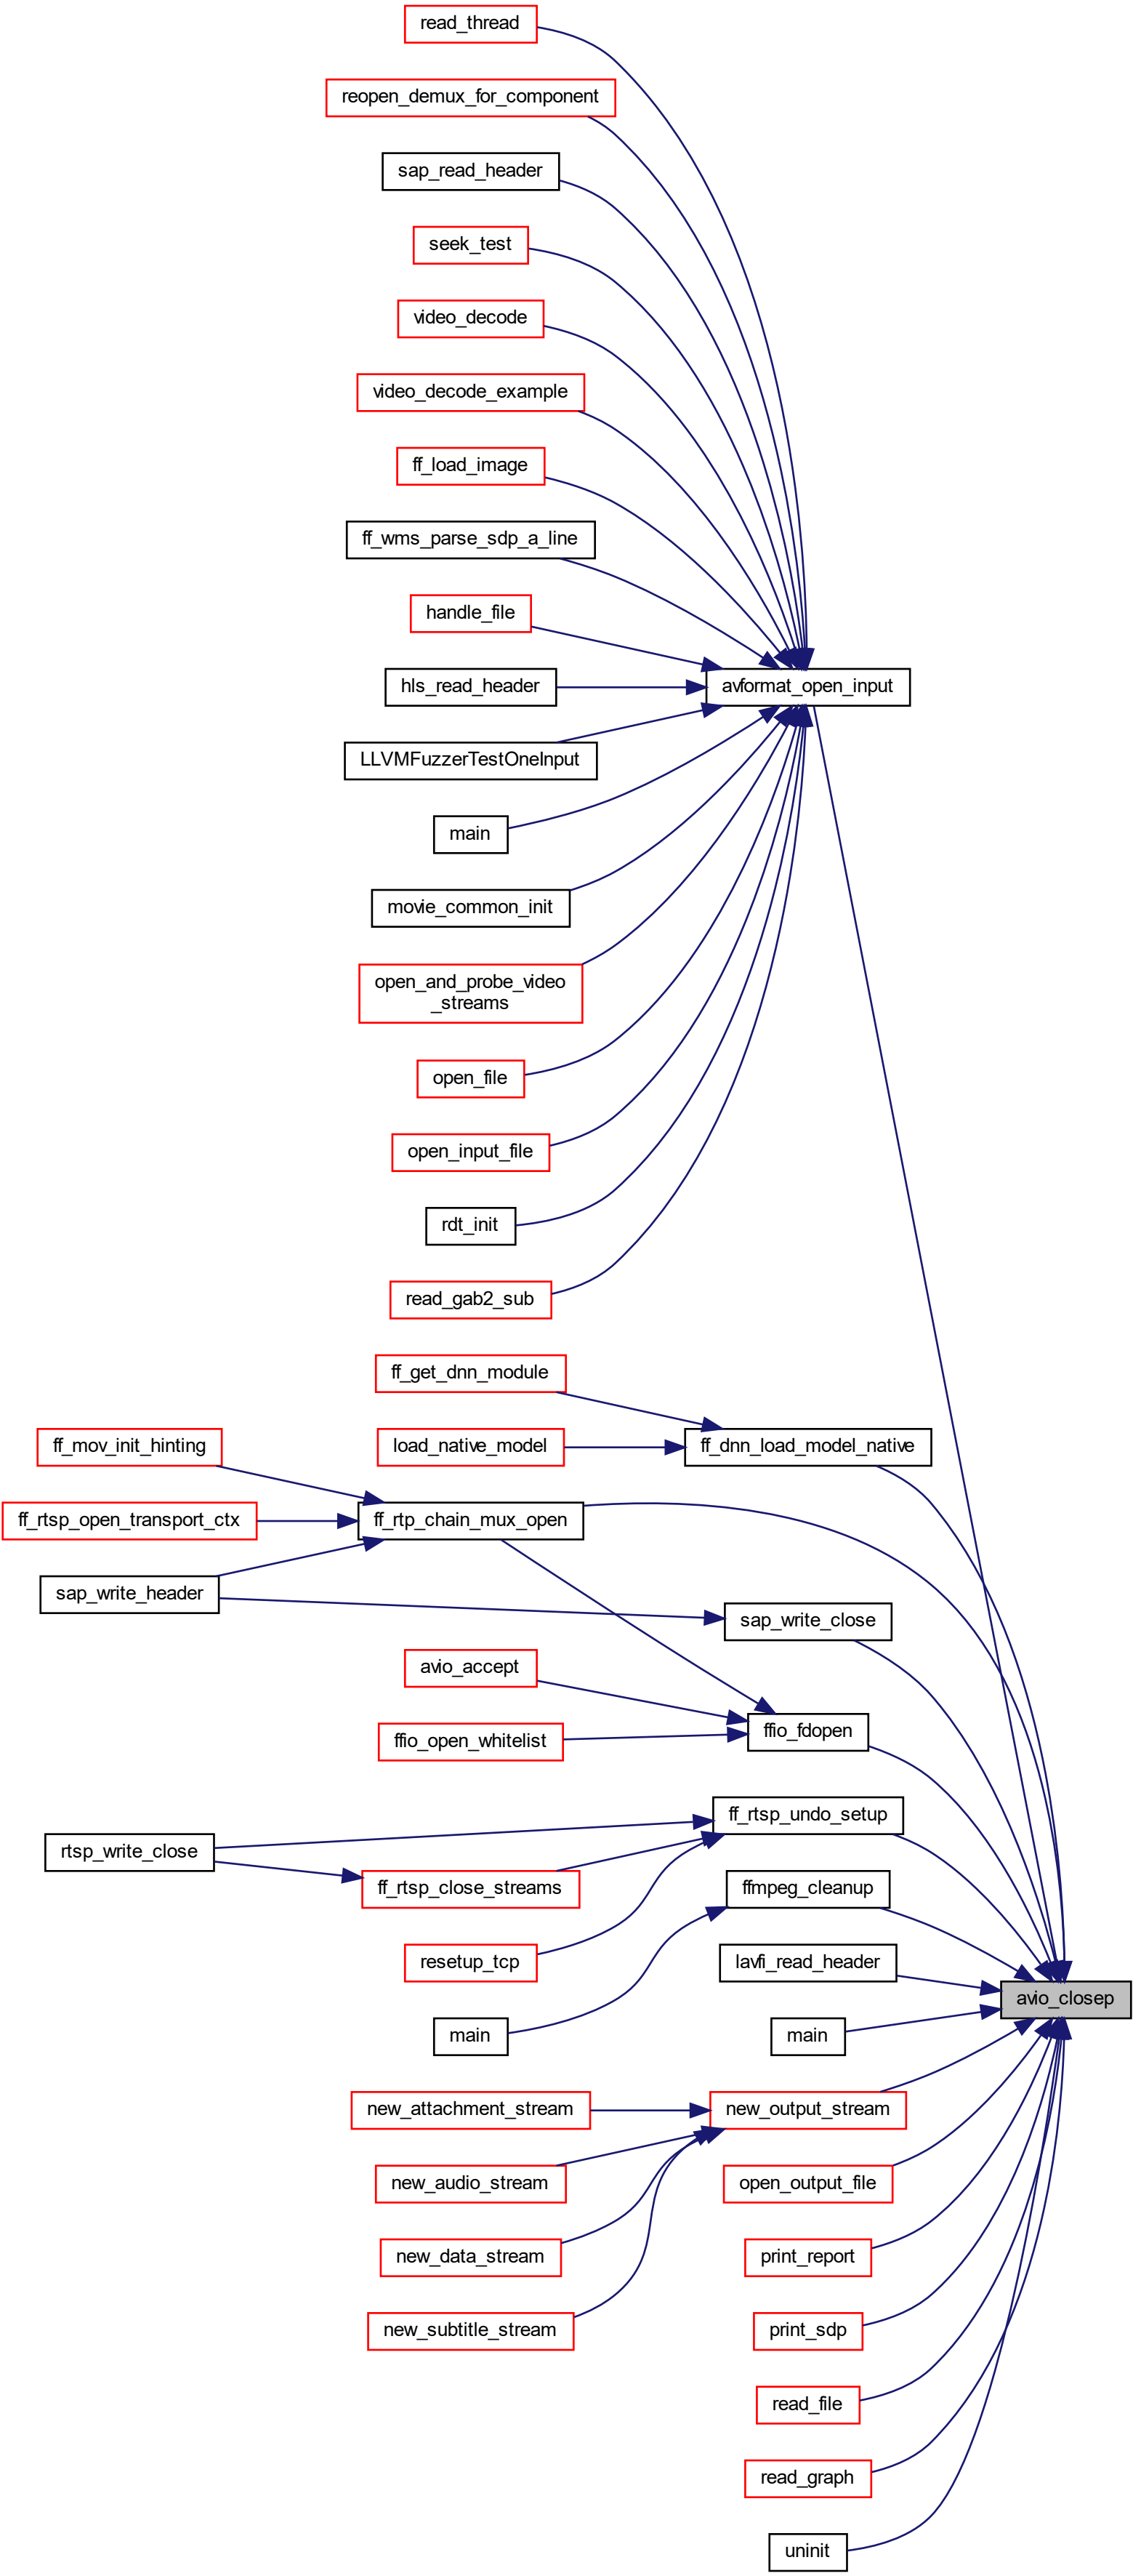 read_thread
reopen_demux_for_component
sap_read_header
seek_test
video_decode
video_decode_example
ff_load_image
ff_wms_parse_sdp_a_line
handle_file
hls_read_header
avformat_open_input
LLVMFuzzerTestOneInput
main
movie_common_init
open_and_probe_video
_streams
open_file
open_input_file
rdt_init
read_gab2_sub
ff_get_dnn_module
ff_mov_init_hinting
load_native_model
ff_dnn_load_model_native
ff_rtsp_open_transport_ctx
ff_rtp_chain_mux_open
sap_write_header
sap_write_close
avio_accept
ffio_open_whitelist
ffio_fdopen
ff_rtsp_undo_setup
rtsp_write_close
ff_rtsp_close_streams
ffmpeg_cleanup
resetup_tcp
lavfi_read_header
avio_closep
main
main
new_attachment_stream
new_output_stream
new_audio_stream
open_output_file
new_data_stream
print_report
new_subtitle_stream
print_sdp
read_file
read_graph
uninit